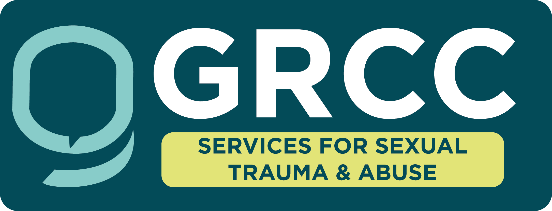 GRCC
SERVICES FOR SEXUAL
TRAUMA & ABUSE